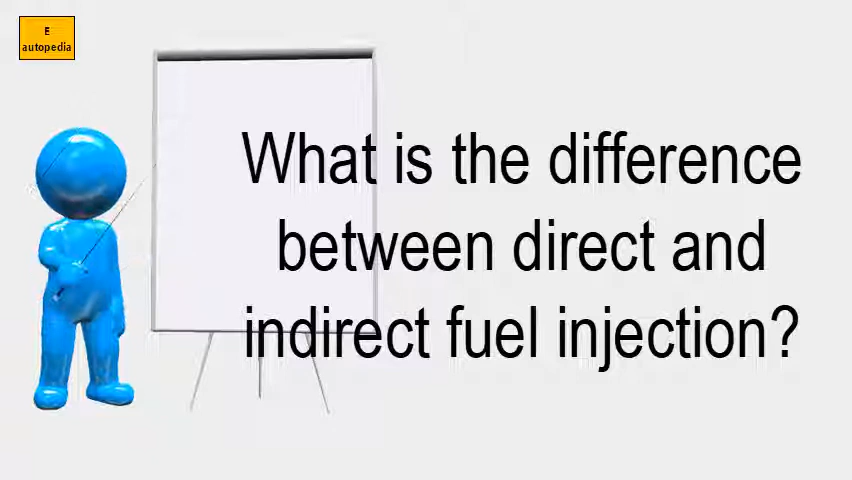 E
autopedia
What is the difference
between direct and
indirect fuel injection?